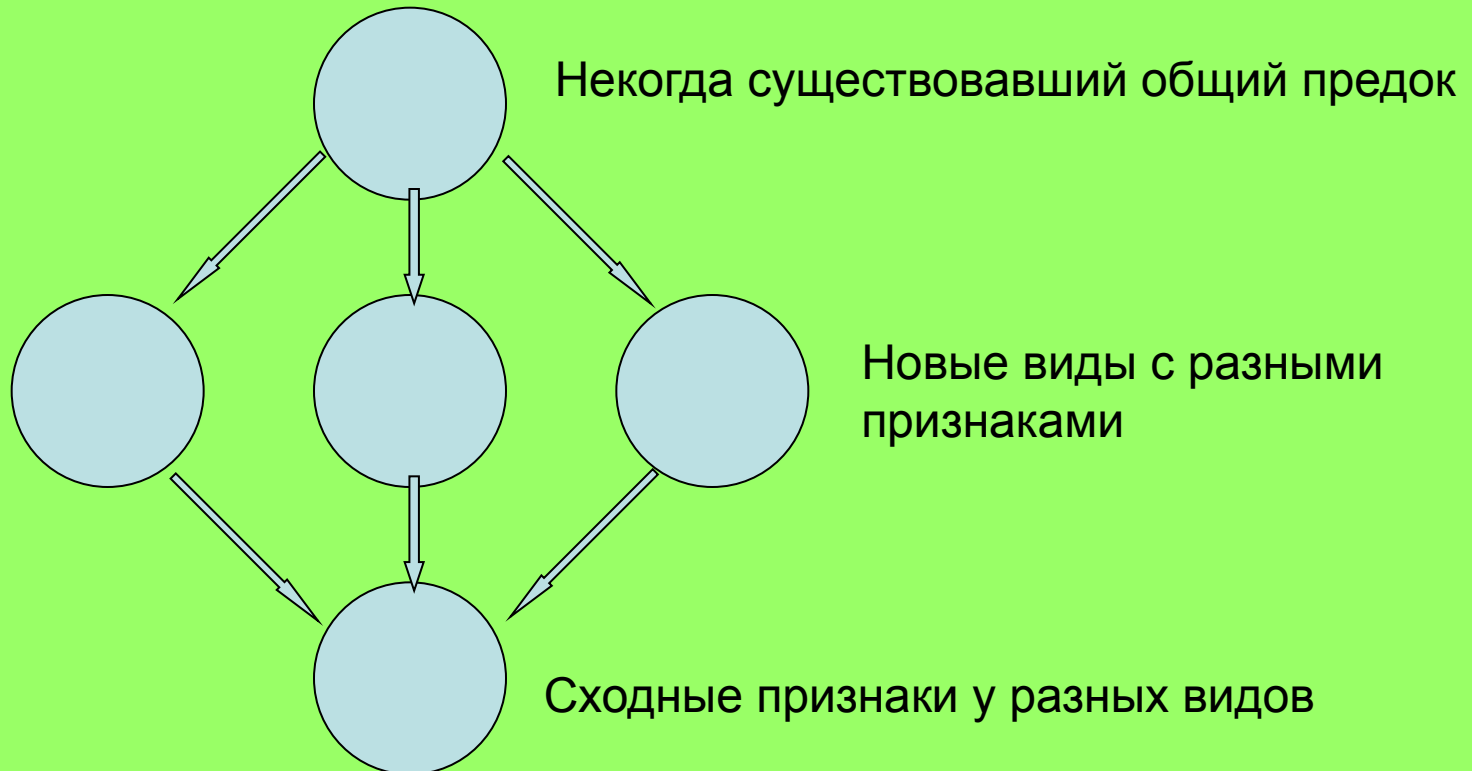 Некогда существовавший общий предок
Новые виды с разными
признаками
Сходные признаки у разных видов